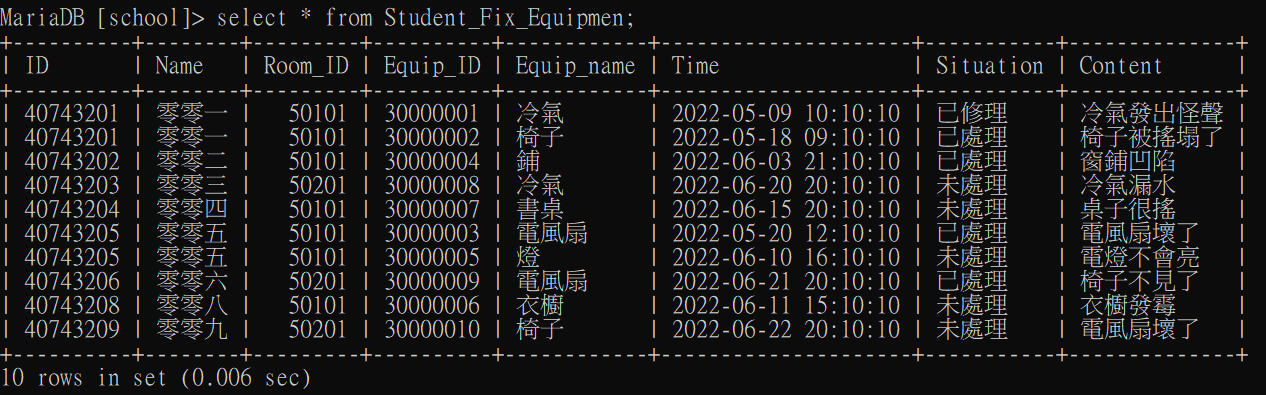 MariaDB [school]> select * from Student_Fix_Equipmen;
+----------+--------+---------+----------+------------+---------------------+-----------+--------------+
| ID       | Name   | Room_ID | Equip_ID | Equip_name | Time                | Situation | Content      |
+----------+--------+---------+----------+------------+---------------------+-----------+--------------+
| 40743201 | 零零一 | 50101 | 30000001 | 冷氣 | 2022-05-09 10:10:10 | 已修理 | 冷氣發出怪聲 |
| 40743201 | 零零一 | 50101 | 30000002 | 椅子 | 2022-05-18 09:10:10 | 已處理 | 椅子被搖塌了 |
| 40743202 | 零零二 | 50101 | 30000004 | 鋪 | 2022-06-03 21:10:10 | 已處理 | 窗鋪凹陷 |
| 40743203 | 零零三 | 50201 | 30000008 | 冷氣 | 2022-06-20 20:10:10 | 未處理 | 冷氣漏水 |
| 40743204 | 零零四 | 50101 | 30000007 | 書桌 | 2022-06-15 20:10:10 | 未處理 | 桌子很搖 |
| 40743205 | 零零五 | 50101 | 30000003 | 電風扇 | 2022-05-20 12:10:10 | 已處理 | 電風扇壞了 |
| 40743205 | 零零五 | 50101 | 30000005 | 燈 | 2022-06-10 16:10:10 | 未處理 | 電燈不會亮 |
| 40743206 | 零零六 | 50201 | 30000009 | 電風扇 | 2022-06-21 20:10:10 | 已處理 | 椅子不見了 |
| 40743208 | 零零八 | 50101 | 30000006 | 衣櫥 | 2022-06-11 15:10:10 | 未處理 | 衣櫥發霉 |
| 40743209 | 零零九 | 50201 | 30000010 | 椅子 | 2022-06-22 20:10:10 | 未處理 | 電風扇壞了 |
+----------+--------+---------+----------+------------+---------------------+-----------+--------------+
10 rows in set (0.006 sec)